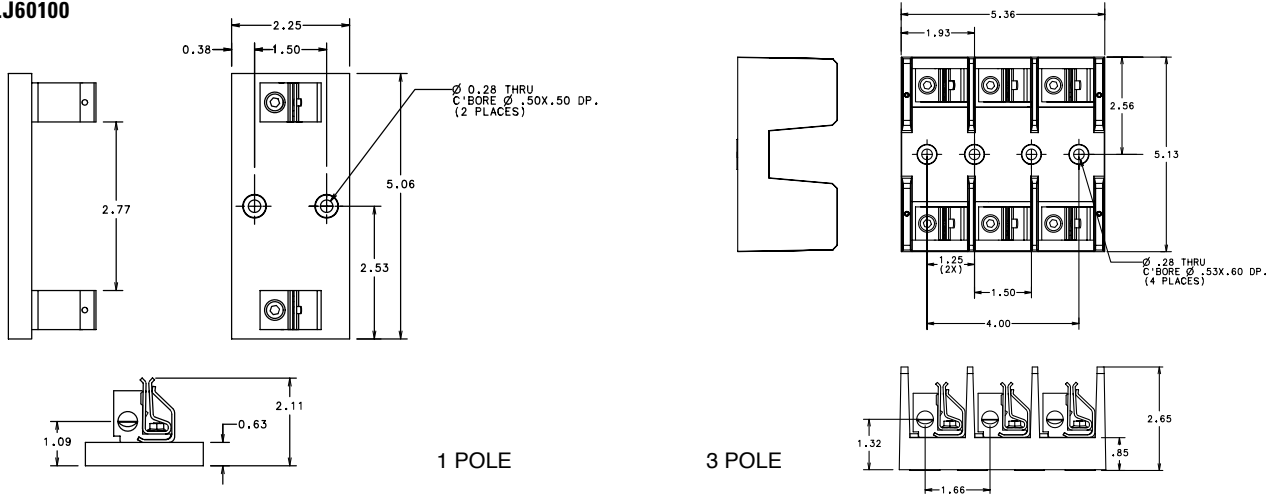 J60100
2.25
0.38
1.50
Ø 0.28 THRU
C'BORE Ø .50X.50 DP.
(2 PLACES)
5.06
2.77
2.53
2.11
0.63
1.09
1 POLE
5.36
1.93
2.56
5.13
1.25
(2X)
Ø .28 THRU
C'BORE Ø .53X.60 DP.
(4 PLACES)
1.50
4.00
2.65
1.32
.85
1.66
3 POLE